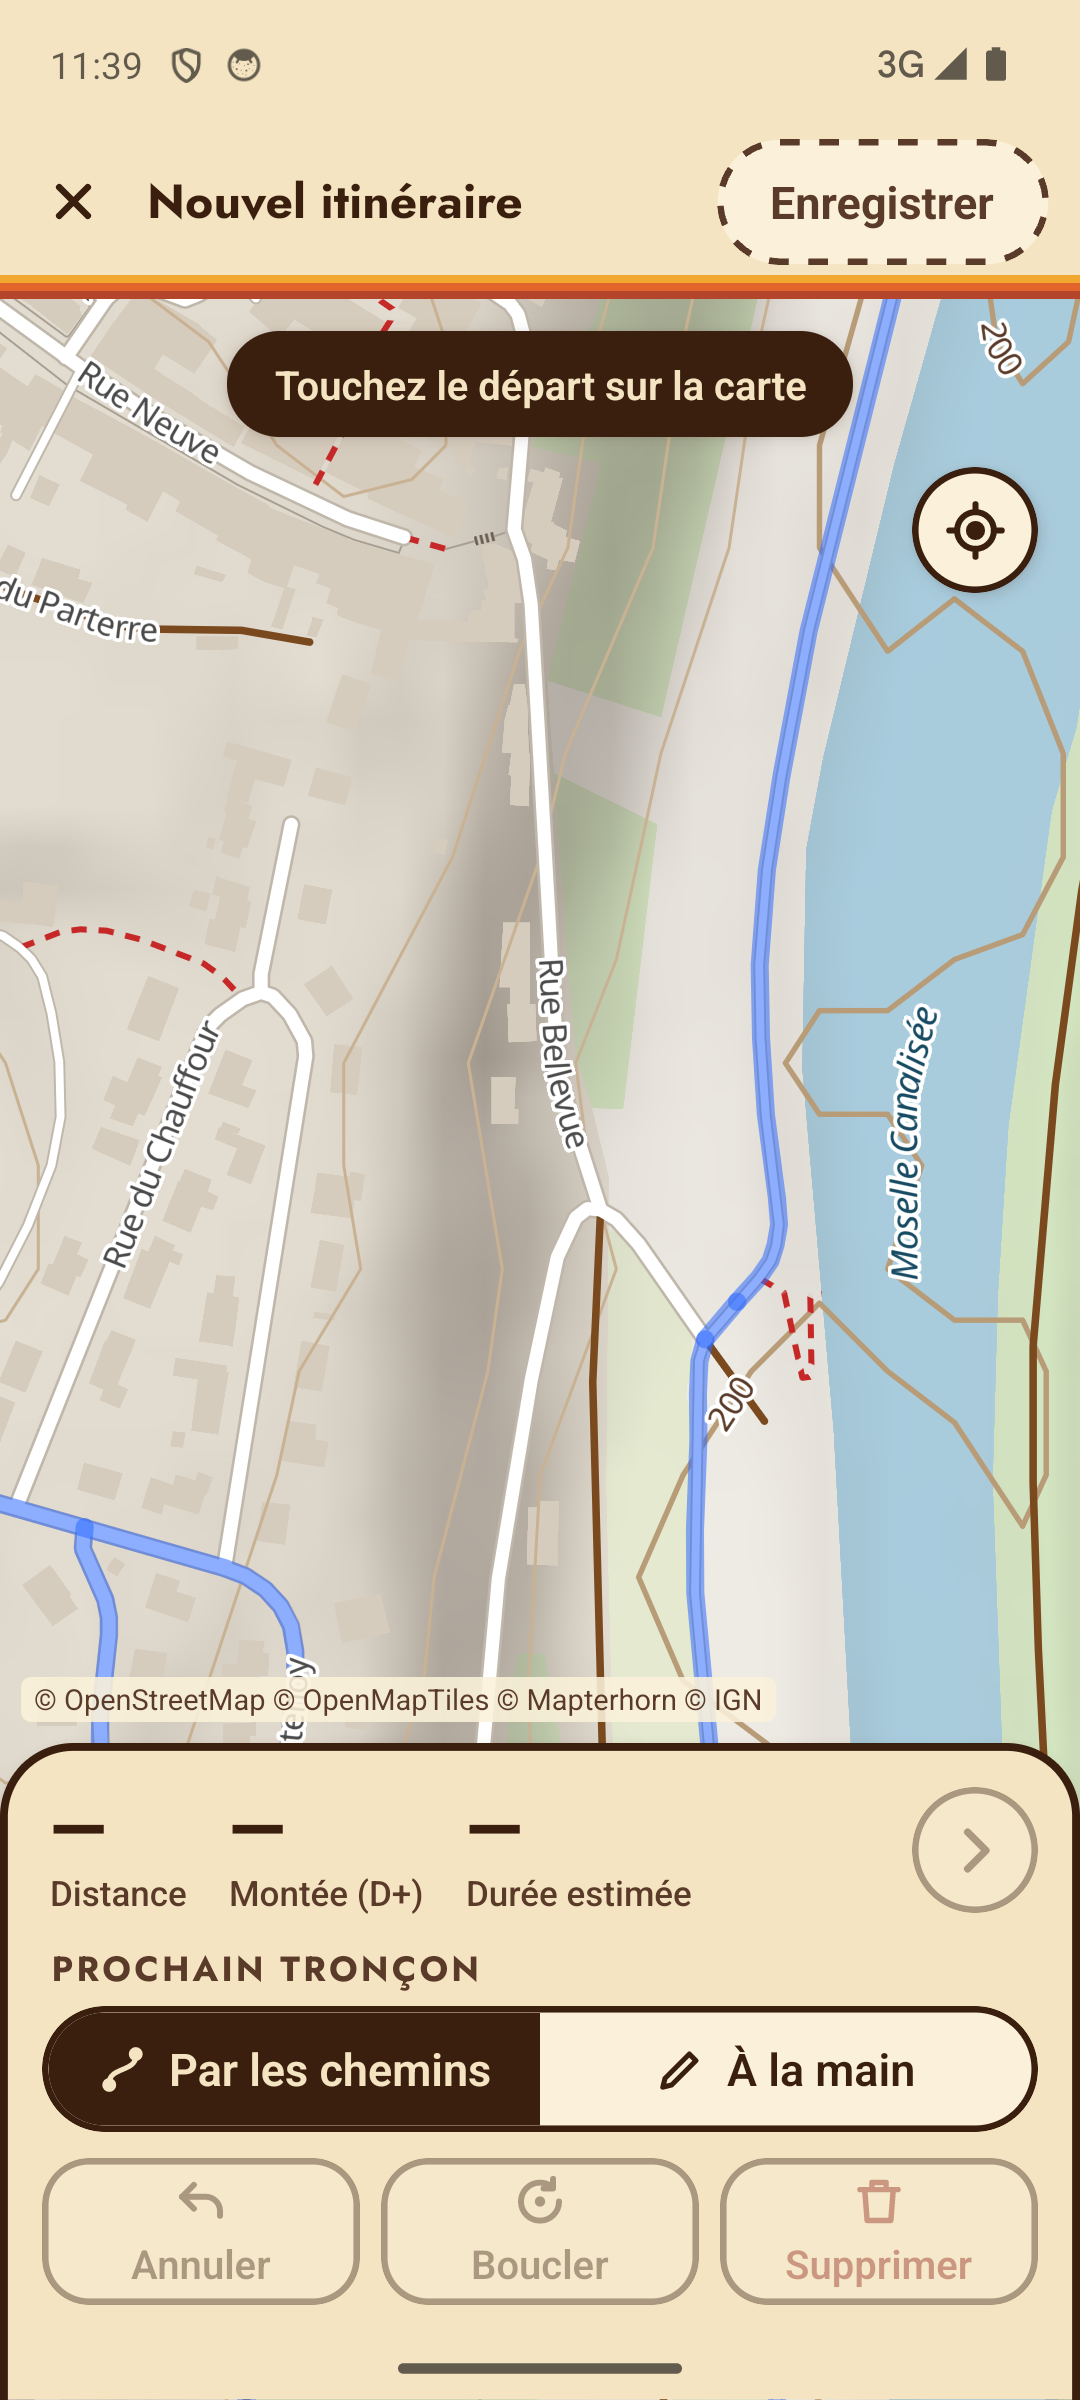 11:39
3G
Nouvel itinéraire
Enregistrer
Touchez le départ sur la carte
200
Rue Neuve
du Parterre
Rue Bellevue
Rue du Chauffour
Moselle Canalisée
200
© OpenStreetMap © OpenMapTiles © Mapterhorn © IGN
— — —
Distance Montée (D+) Durée estimée
PROCHAIN TRONÇON
Par les chemins
À la main
Annuler
Boucler
Supprimer